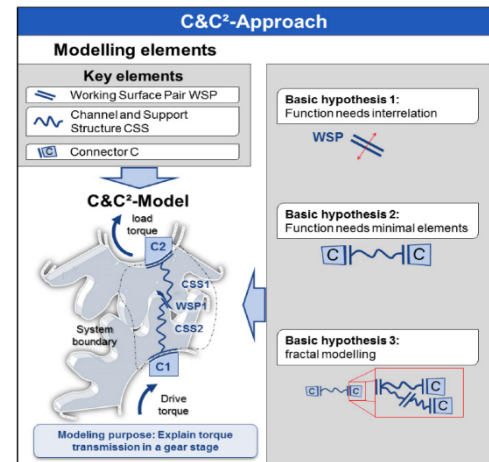 C&C²-Approach
Modelling elements
Key elements
Working Surface Pair WSP
Channel and Support
Structure CSS
C
Connector C
C&C²-Model
load
torque
C2
CSS1
WSP1
CSS2
System
boundary
C1
Drive
torque
Modeling purpose: Explain torque
transmission in a gear stage
Basic hypothesis 1:
Function needs interrelation
WSP
Basic hypothesis 2:
Function needs minimal elements
C C
Basic hypothesis 3:
fractal modelling
C C
C
C